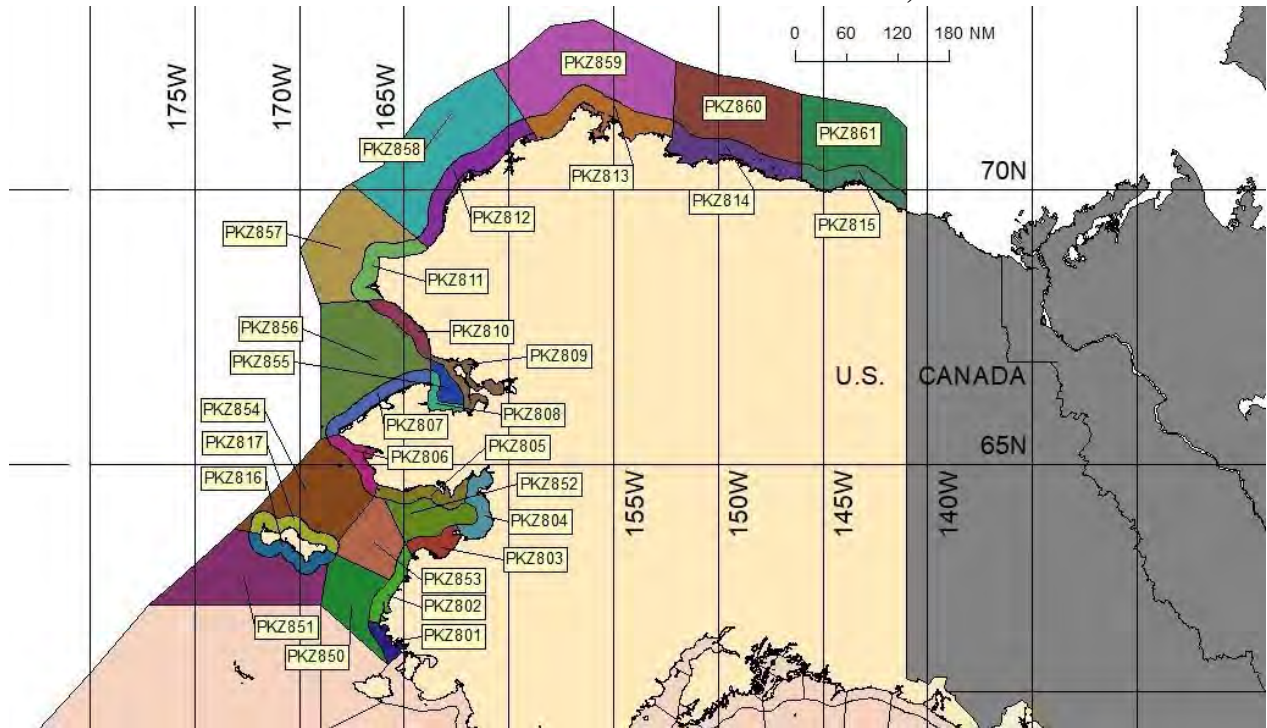 0 60 120 180 NM
175W
170W
165W
PKZ859
PKZ860
PKZ861
PKZ858
PKZ813
70N
PKZ814
PKZ812
PKZ815
PKZ857
PKZ811
PKZ856
PKZ810
PKZ855
PKZ809
U.S. CANADA
PKZ854
PKZ808
PKZ807
PKZ817
PKZ805
PKZ806
65N
PKZ816
PKZ852
155W
150W
145W
140W
PKZ804
PKZ803
PKZ853
PKZ802
PKZ851
PKZ801
PKZ850